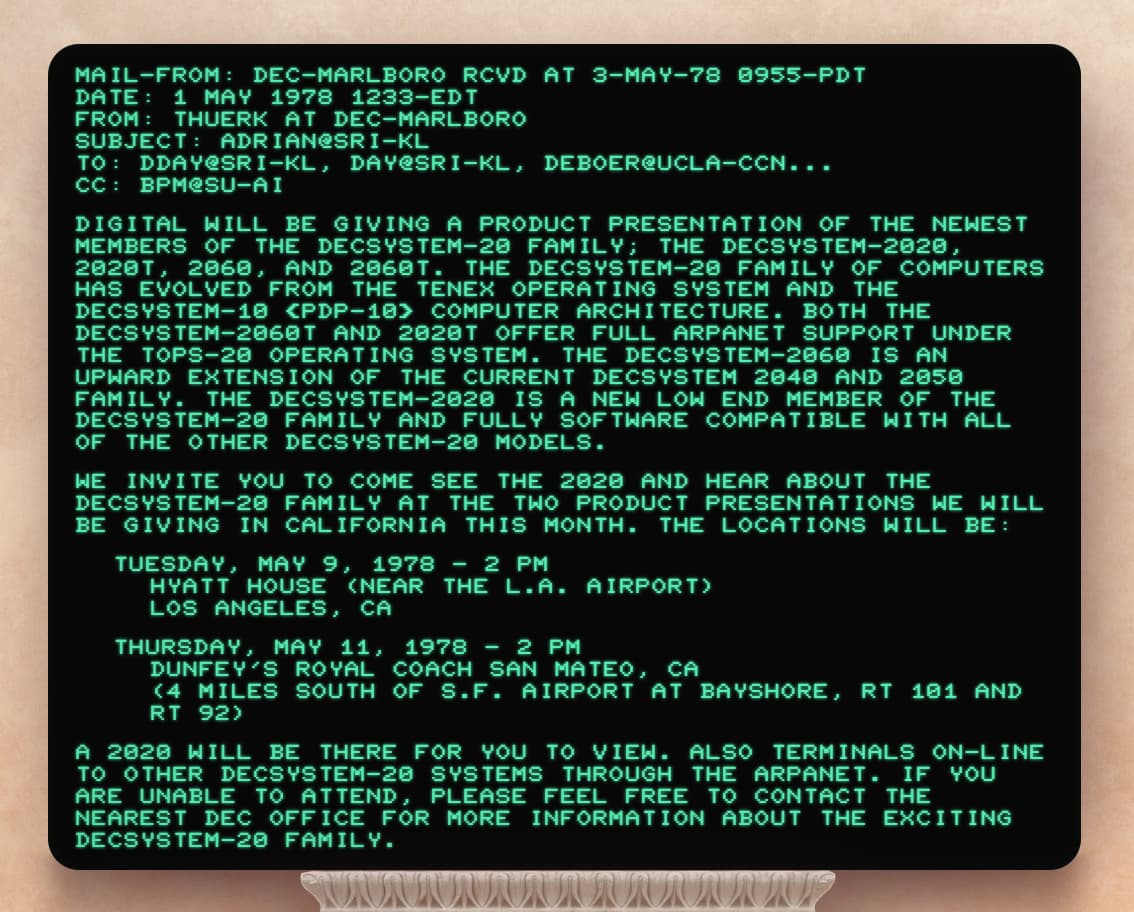 MAIL-FROM: DEC-MARLBORO RCVD AT 3-MAY-78 0955-PDT
DATE: 1 MAY 1978 1233-EDT
FROM: THUERK AT DEC-MARLBORO
SUBJECT: ADRIAN@SRI-KL
TO: DDAY@SRI-KL, DAY@SRI-KL, DEBOER@UCLA-CCN...
CC: BPM@SU-AI
DIGITAL WILL BE GIVING A PRODUCT PRESENTATION OF THE NEWEST
MEMBERS OF THE DECSYSTEM-20 FAMILY; THE DECSYSTEM-2020,
2020T, 2060, AND 2060T. THE DECSYSTEM-20 FAMILY OF COMPUTERS
HAS EVOLVED FROM THE TENEX OPERATING SYSTEM AND THE
DECSYSTEM-10 <PDP-10> COMPUTER ARCHITECTURE. BOTH THE
DECSYSTEM-2060T AND 2020T OFFER FULL ARPANET SUPPORT UNDER
THE TOPS-20 OPERATING SYSTEM. THE DECSYSTEM-2060 IS AN
UPWARD EXTENSION OF THE CURRENT DECSYSTEM 2040 AND 2050
FAMILY. THE DECSYSTEM-2020 IS A NEW LOW END MEMBER OF THE
DECSYSTEM-20 FAMILY AND FULLY SOFTWARE COMPATIBLE WITH ALL
OF THE OTHER DECSYSTEM-20 MODELS.
WE INVITE YOU TO COME SEE THE 2020 AND HEAR ABOUT THE
DECSYSTEM-20 FAMILY AT THE TWO PRODUCT PRESENTATIONS WE WILL
BE GIVING IN CALIFORNIA THIS MONTH. THE LOCATIONS WILL BE:
TUESDAY, MAY 9, 1978 - 2 PM
HYATT HOUSE (NEAR THE L.A. AIRPORT)
LOS ANGELES, CA
THURSDAY, MAY 11, 1978 - 2 PM
DUNFEY'S ROYAL COACH SAN MATEO, CA
(4 MILES SOUTH OF S.F. AIRPORT AT BAYSHORE, RT 101 AND
RT 92)
A 2020 WILL BE THERE FOR YOU TO VIEW. ALSO TERMINALS ON-LINE
TO OTHER DECSYSTEM-20 SYSTEMS THROUGH THE ARPANET. IF YOU
ARE UNABLE TO ATTEND, PLEASE FEEL FREE TO CONTACT THE
NEAREST DEC OFFICE FOR MORE INFORMATION ABOUT THE EXCITING
DECSYSTEM-20 FAMILY.